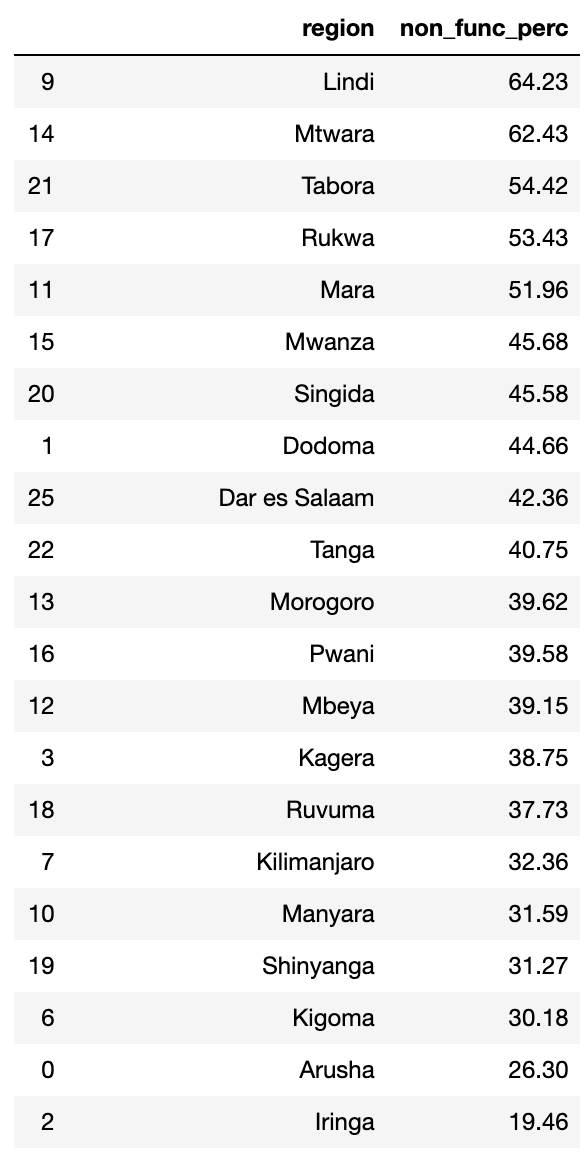 region non_func_perc
9 Lindi 64.23
14 Mtwara 62.43
21 Tabora 54.42
17 Rukwa 53.43
11 Mara 51.96
15 Mwanza 45.68
20 Singida 45.58
1 Dodoma 44.66
25 Dar es Salaam 42.36
22 Tanga 40.75
13 Morogoro 39.62
16 Pwani 39.58
12 Mbeya 39.15
3 Kagera 38.75
18 Ruvuma 37.73
7 Kilimanjaro 32.36
10 Manyara 31.59
19 Shinyanga 31.27
6 Kigoma 30.18
0 Arusha 26.30
2 Iringa 19.46